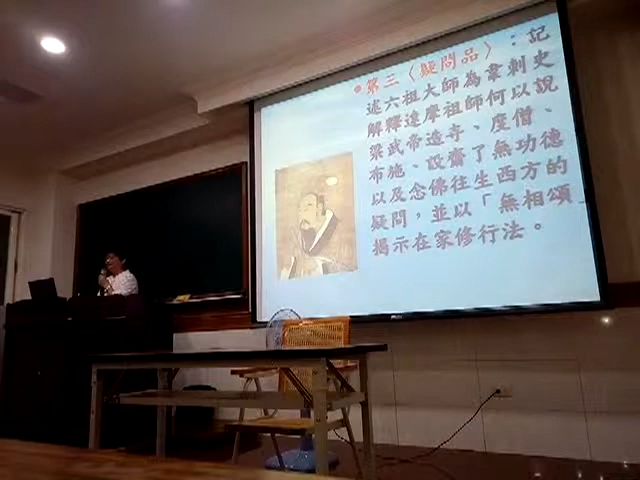 •第三〈疑問品〉：記
述六祖大師為韋刺史
解釋達摩祖師何以說
梁武帝造寺、度僧、
布施、設齋了無功德
以及念佛往生西方的
疑問，並以「無相頌」
揭示在家修行法。